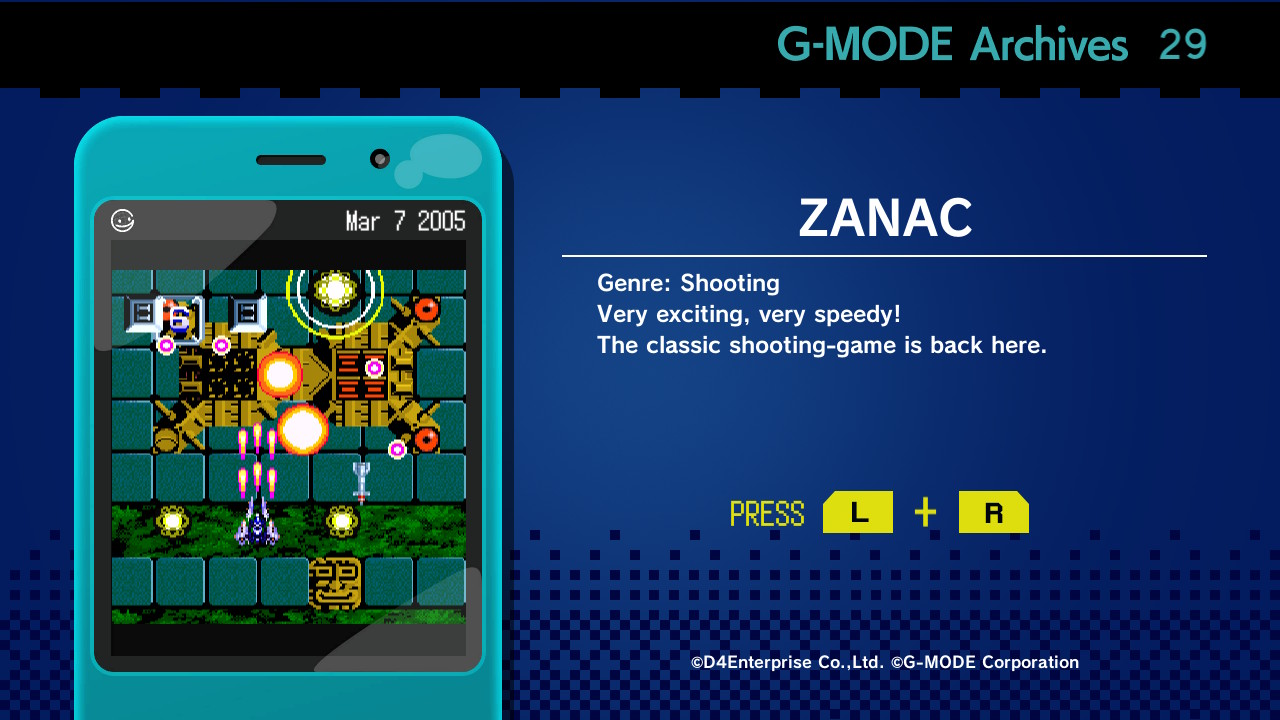 G-MODE Archives 29
Mar 7 2005
G
ZANAC
Genre: Shooting
Very exciting, very speedy!
The classic shooting-game is back here.
PRESS L + R
©D4Enterprise Co.,Ltd. ©G-MODE Corporation